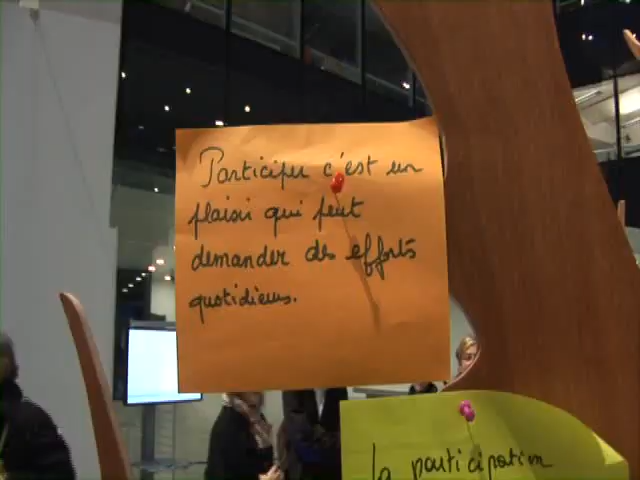 Participer c'est un
plaisir qui peut
demander des efforts
quotidiens.
la participation